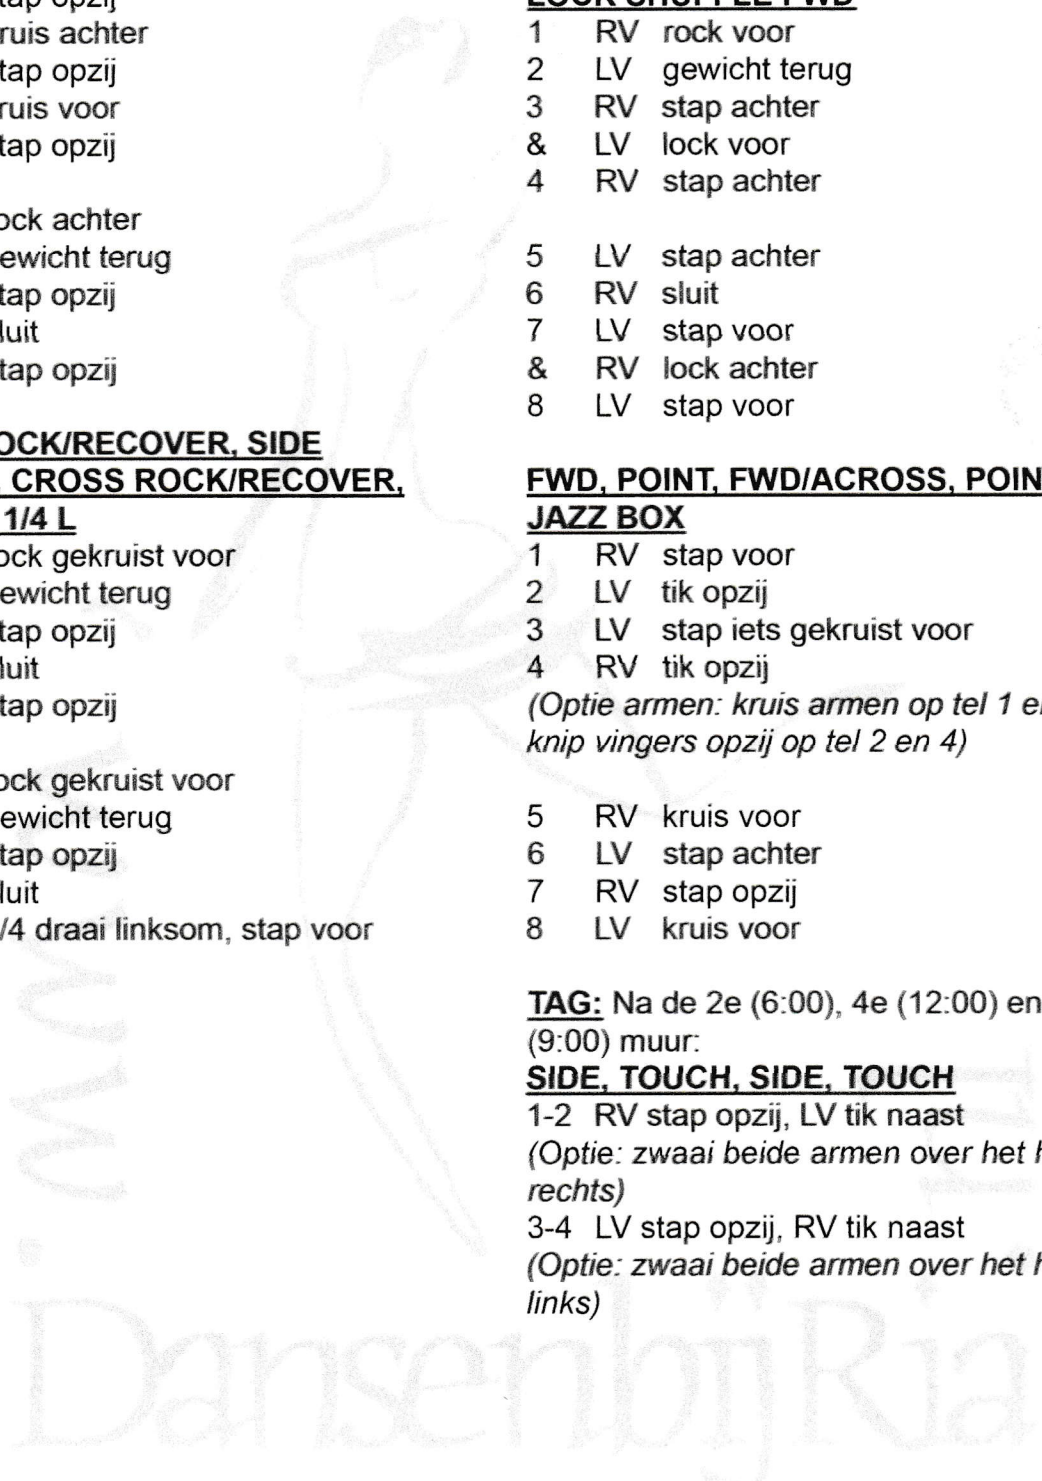 tap opzij
ruis achter
tap opzij
ruis voor
tap opzij
ock achter
ewicht terug
tap opzij
luit
tap opzij
OCK/RECOVER, SIDE
, CROSS ROCK/RECOVER,
1/4 L
ock gekruist voor
ewicht terug
tap opzij
luit
tap opzij
ock gekruist voor
ewicht terug
tap opzij
luit
/4 draai linksom, stap voor
LOCK SHUFFLE FWD
1 RV rock voor
2 LV gewicht terug
3 RV stap achter
& LV lock voor
4 RV stap achter
5 LV stap achter
6 RV sluit
7 LV stap voor
& RV lock achter
8 LV stap voor
FWD, POINT, FWD/ACROSS, POIN
JAZZ BOX
1 RV stap voor
2 LV tik opzij
3 LV stap iets gekruist voor
4 RV tik opzij
(Optie armen: kruis armen op tel 1 e
knip vingers opzij op tel 2 en 4)
5 RV kruis voor
6 LV stap achter
7 RV stap opzij
8 LV kruis voor
TAG: Na de 2e (6:00), 4e (12:00) en
(9:00) muur:
SIDE, TOUCH, SIDE, TOUCH
1-2 RV stap opzij, LV tik naast
(Optie: zwaai beide armen over het h
rechts)
3-4 LV stap opzij, RV tik naast
(Optie: zwaai beide armen over het h
links)
DansenbijRia